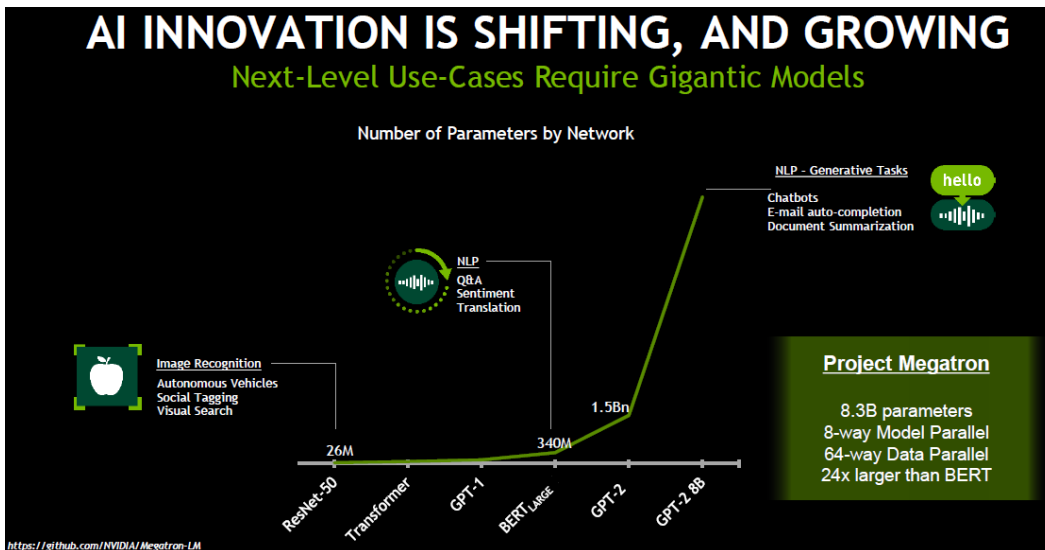 AI INNOVATION IS SHIFTING, AND GROWING
Next-Level Use-Cases Require Gigantic Models
Number of Parameters by Network
NLP - Generative Tasks
Chatbots
E-mail auto-completion
Document Summarization
hello
NLP
Q&A
Sentiment
Translation
Image Recognition
Autonomous Vehicles
Social Tagging
Visual Search
26M
340M
1.5Bn
ResNet-50
Transformer
GPT-1
BERT LARGE
GPT-2
GPT-2 8B
Project Megatron
8.3B parameters
8-way Model Parallel
64-way Data Parallel
24x larger than BERT
https://github.com/NVIDIA/Megatron-LM